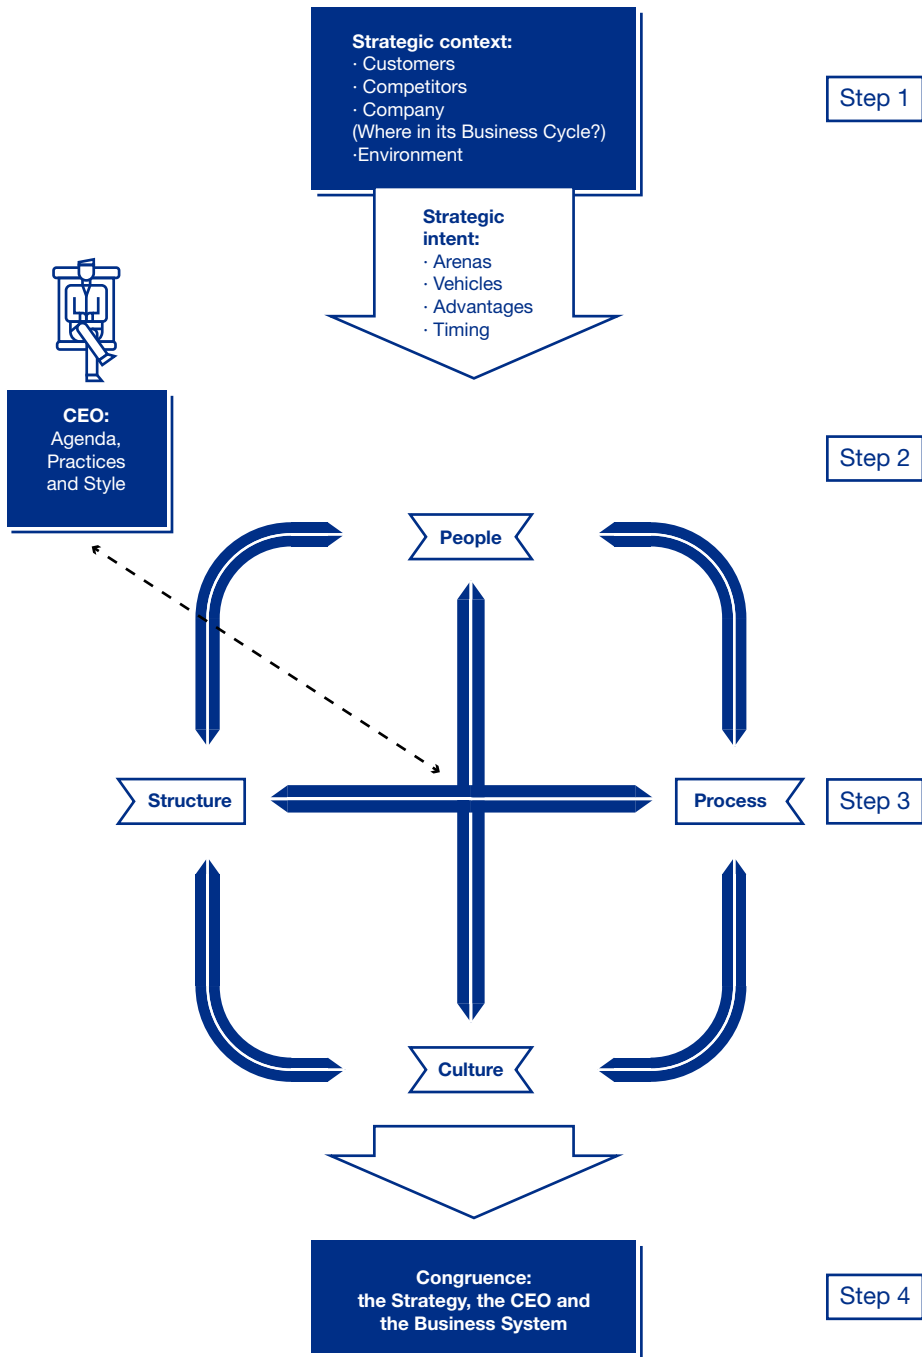 Strategic context:
· Customers
· Competitors
· Company
(Where in its Business Cycle?)
·Environment
Step 1
Strategic
intent:
· Arenas
· Vehicles
· Advantages
· Timing
CEO:
Agenda,
Practices
and Style
Step 2
People
Structure
Process
Step 3
Culture
Congruence:
the Strategy, the CEO and
the Business System
Step 4